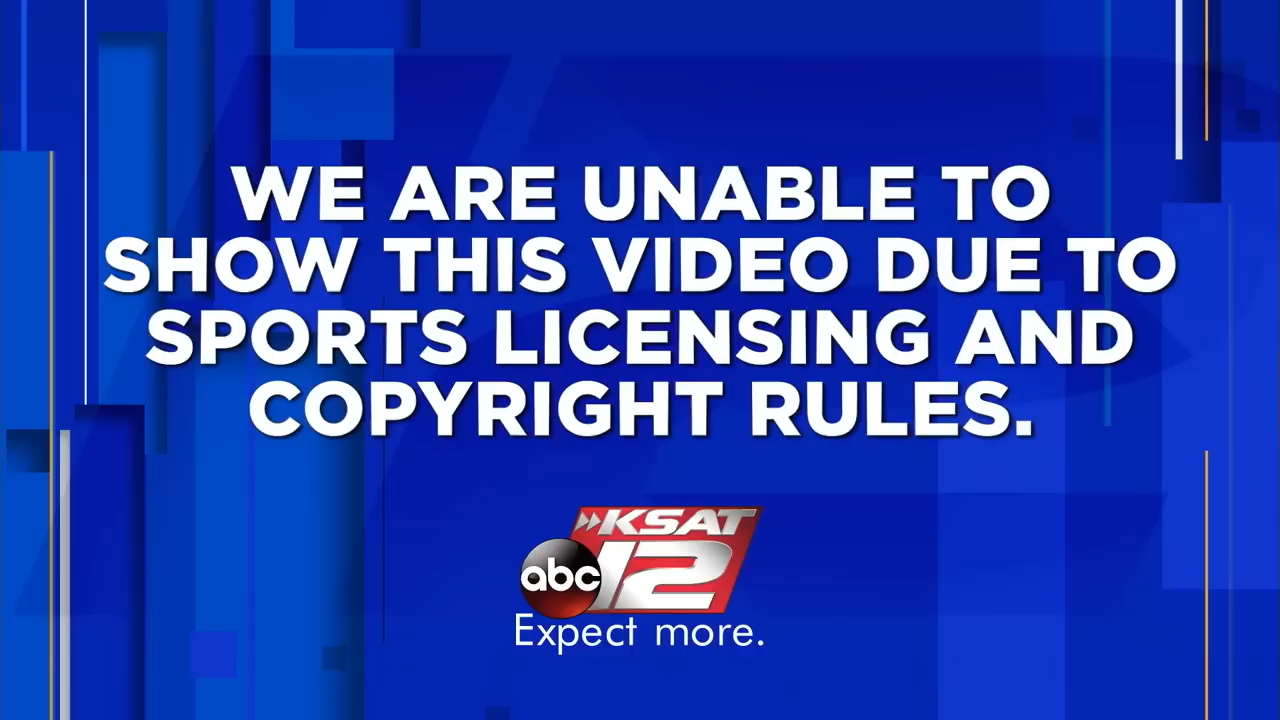 WE ARE UNABLE TO
SHOW THIS VIDEO DUE TO
SPORTS LICENSING AND
COPYRIGHT RULES.
KSAT
abc 12
Expect more.